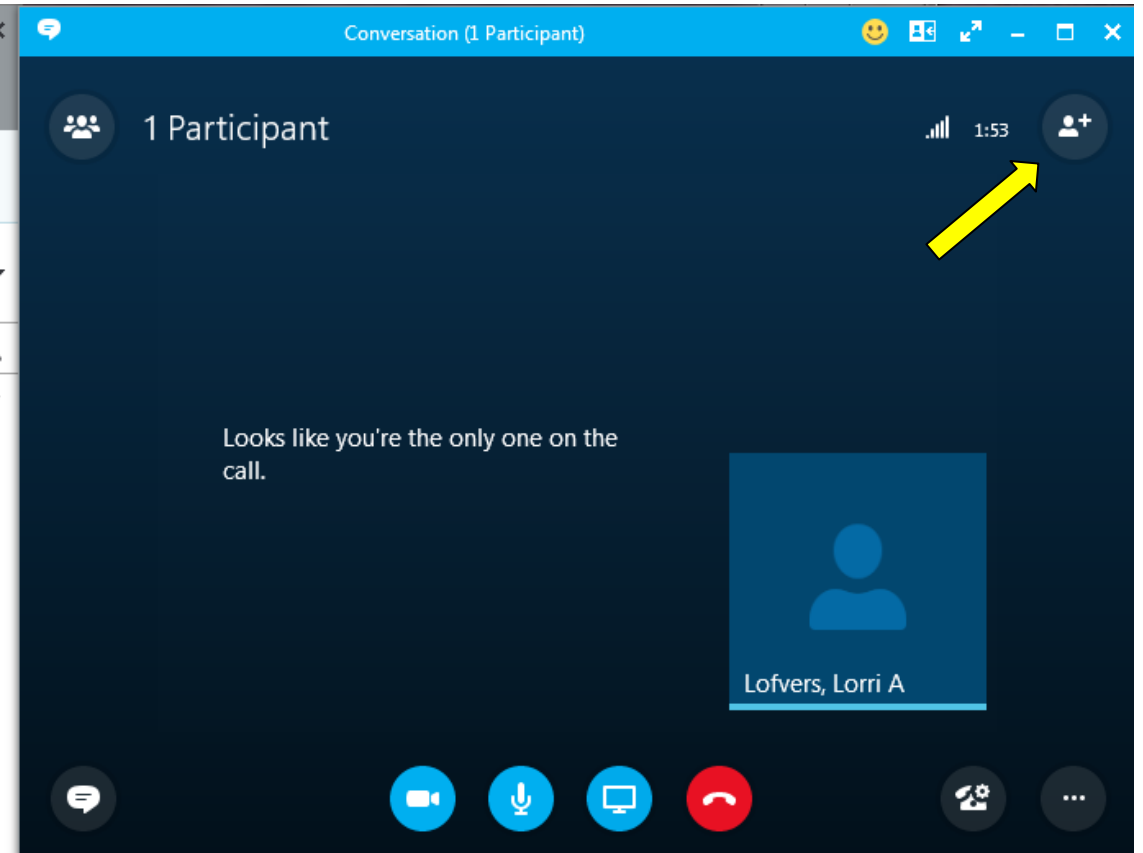 Conversation (1 Participant)
1 Participant
1:53
Looks like you're the only one on the
call.
Lofvers, Lorri A